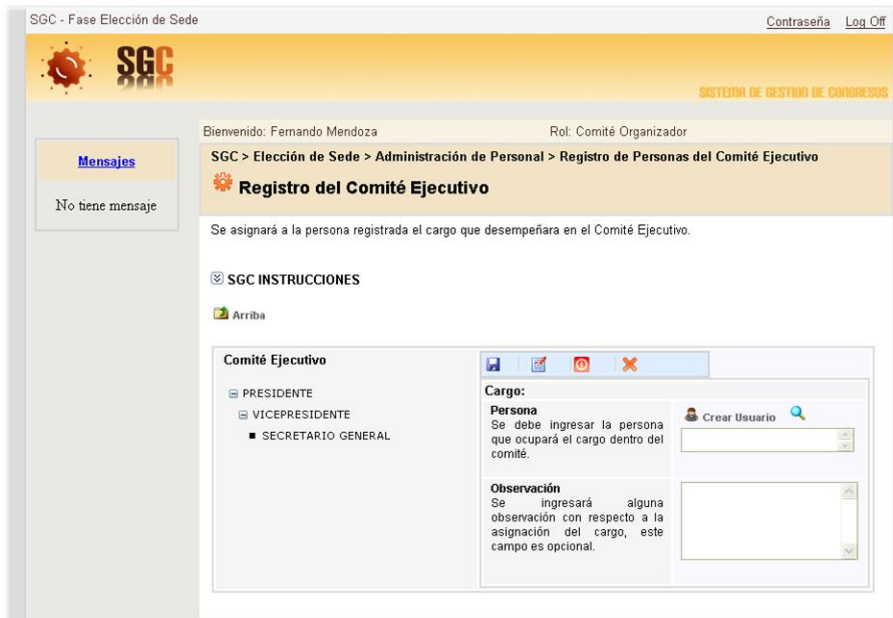 SGC - Fase Elección de Sede
Contraseña Log Off
SGC
SISTEMA DE GESTION DE CONGRESOS
Bienvenido: Fernando Mendoza Rol: Comité Organizador
Mensajes
No tiene mensaje
SGC > Elección de Sede > Administración de Personal > Registro de Personas del Comité Ejecutivo
Registro del Comité Ejecutivo
Se asignará a la persona registrada el cargo que desempeñara en el Comité Ejecutivo.
SGC INSTRUCCIONES
Arriba
Comité Ejecutivo
PRESIDENTE
VICEPRESIDENTE
SECRETARIO GENERAL
Cargo:
Persona
Se debe ingresar la persona
que ocupará el cargo dentro del
comité.
Crear Usuario
Observación
Se ingresará alguna
observación con respecto a la
asignación del cargo, este
campo es opcional.